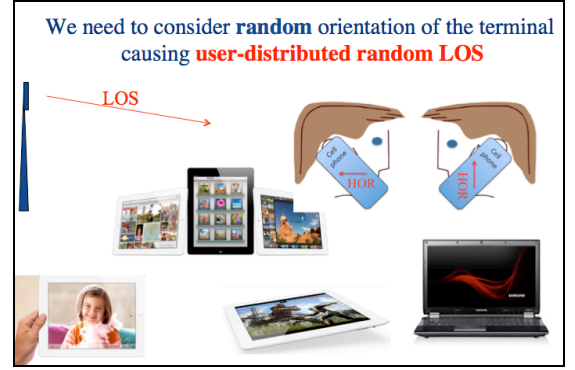 We need to consider random orientation of the terminal
causing user-distributed random LOS
LOS
Cell
phone
HOR
Cell
phone
HOR
SAMSUNG